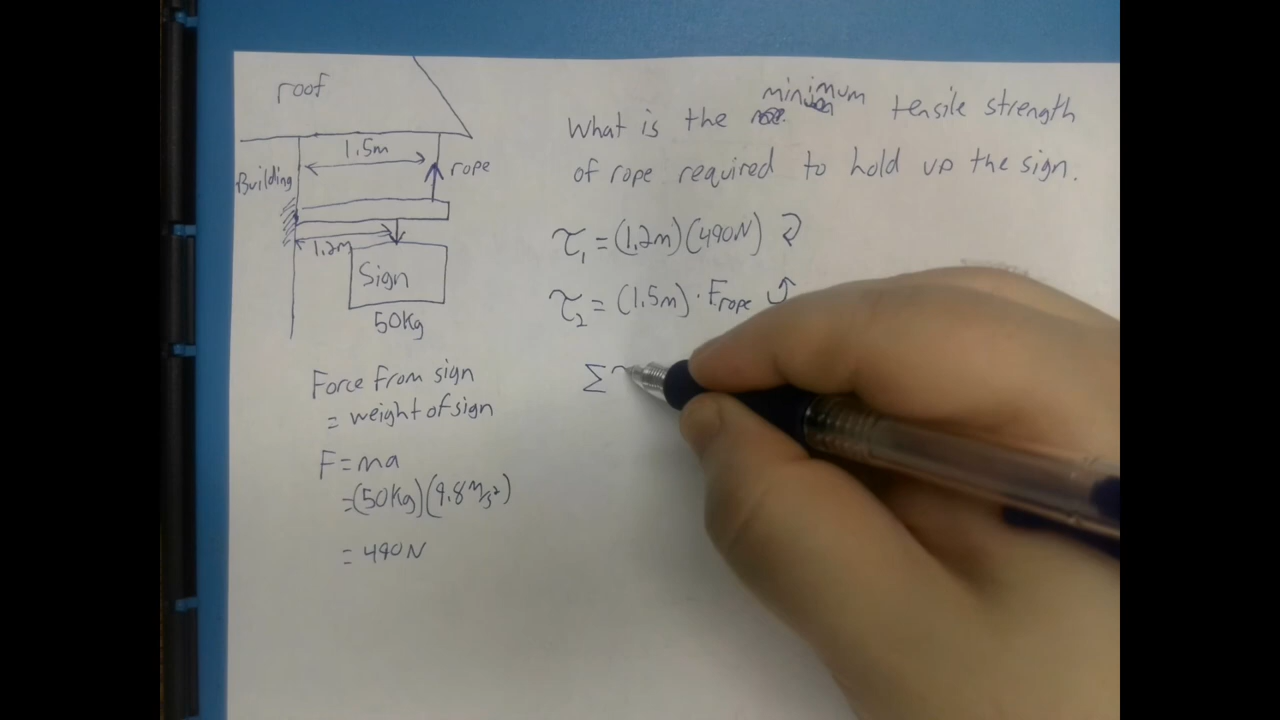 roof
1.5m
rope
Building
1.2m
Sign
50Kg
Force from sign
= weight of sign
F = ma
= (50Kg)(9.8 m/s²)
= 490N
What is the minimum tensile strength
of rope required to hold up the sign.
τ₁ = (1.2m)(490N) ↻
τ₂ = (1.5m) · F_rope ↺
Σ